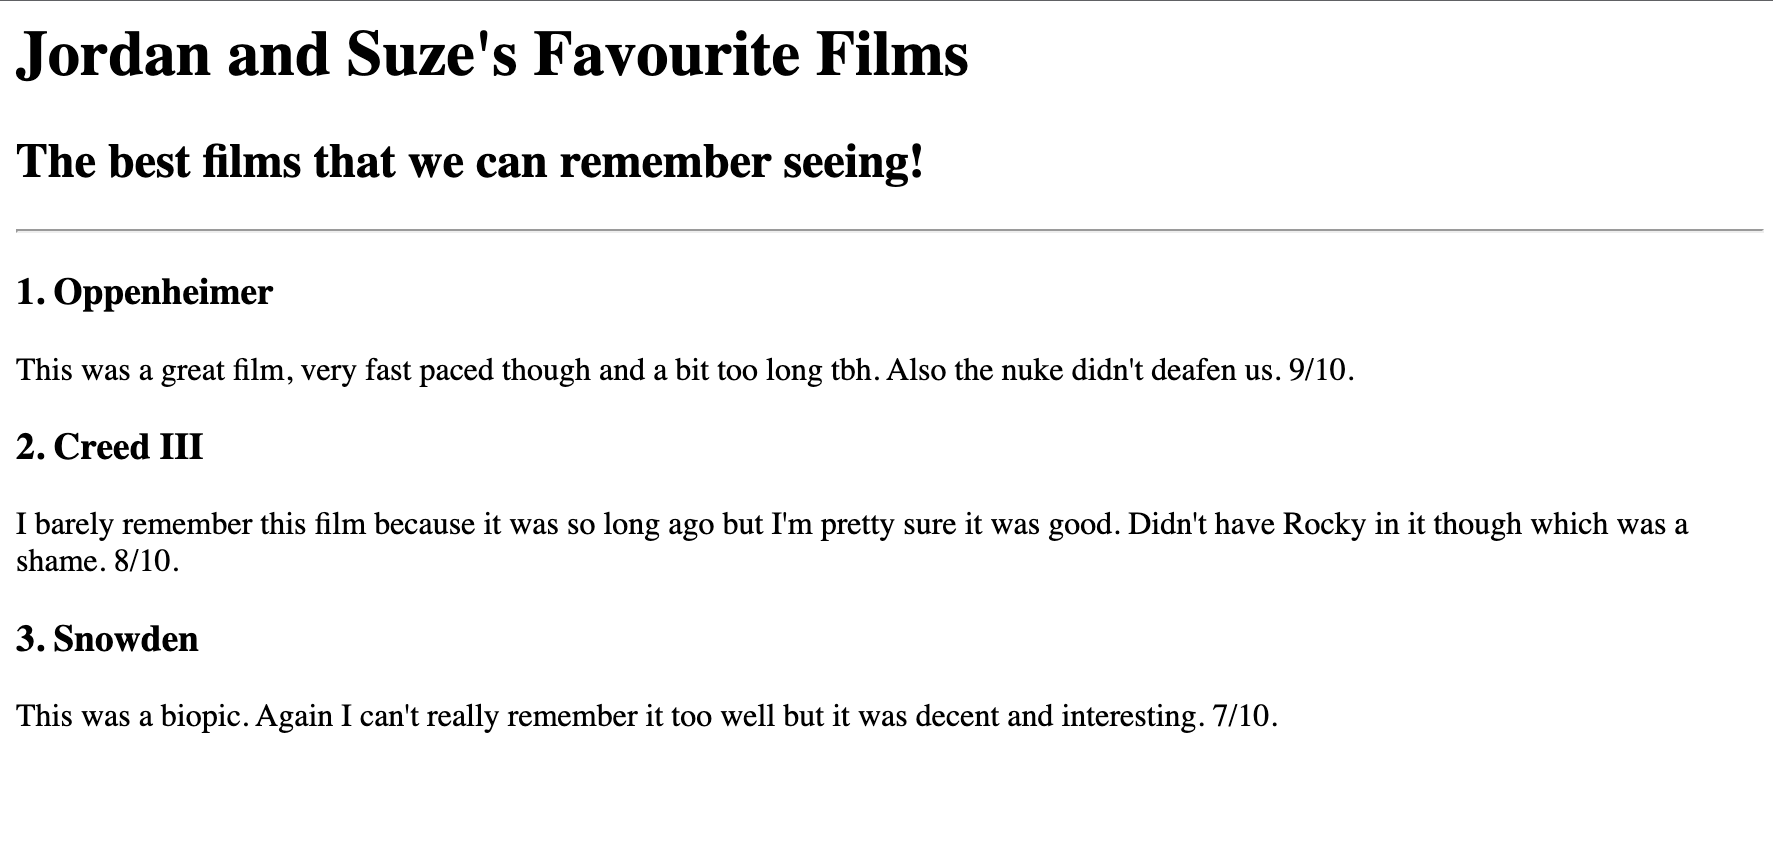 Jordan and Suze's Favourite Films
The best films that we can remember seeing!
1. Oppenheimer
This was a great film, very fast paced though and a bit too long tbh. Also the nuke didn't deafen us. 9/10.
2. Creed III
I barely remember this film because it was so long ago but I'm pretty sure it was good. Didn't have Rocky in it though which was a
shame. 8/10.
3. Snowden
This was a biopic. Again I can't really remember it too well but it was decent and interesting. 7/10.